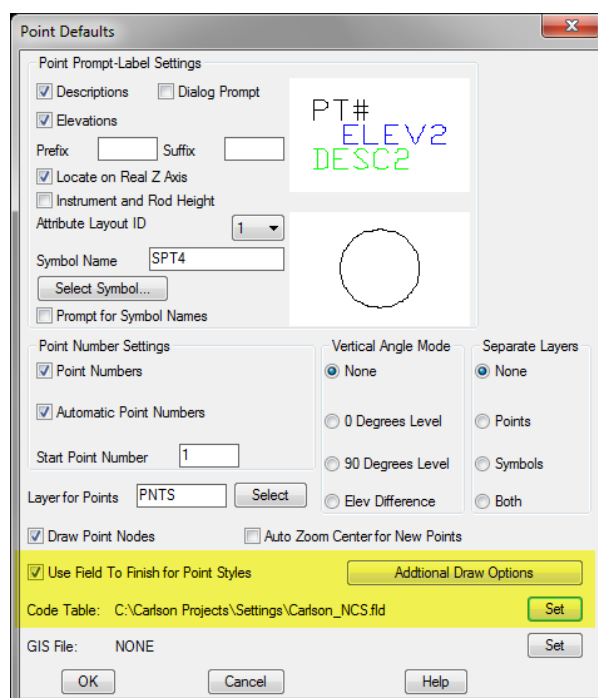 Point Defaults
Point Prompt-Label Settings
Descriptions
Dialog Prompt
Elevations
Prefix
Suffix
Locate on Real Z Axis
Instrument and Rod Height
Attribute Layout ID
1
Symbol Name
SPT4
Select Symbol...
Prompt for Symbol Names
PT#
ELEV2
DESC2
Point Number Settings
Point Numbers
Automatic Point Numbers
Start Point Number
1
Vertical Angle Mode
None
0 Degrees Level
90 Degrees Level
Elev Difference
Separate Layers
None
Points
Symbols
Both
Layer for Points
PNTS
Select
Draw Point Nodes
Auto Zoom Center for New Points
Use Field To Finish for Point Styles
Addtional Draw Options
Code Table: C:\Carlson Projects\Settings\Carlson_NCS.fld
Set
GIS File: NONE
Set
OK
Cancel
Help